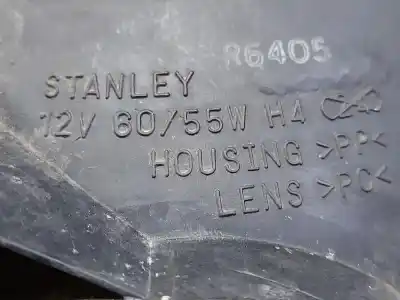 R6405
STANLEY
12V 60/55W H4
HOUSING >PP<
LENS >PC<